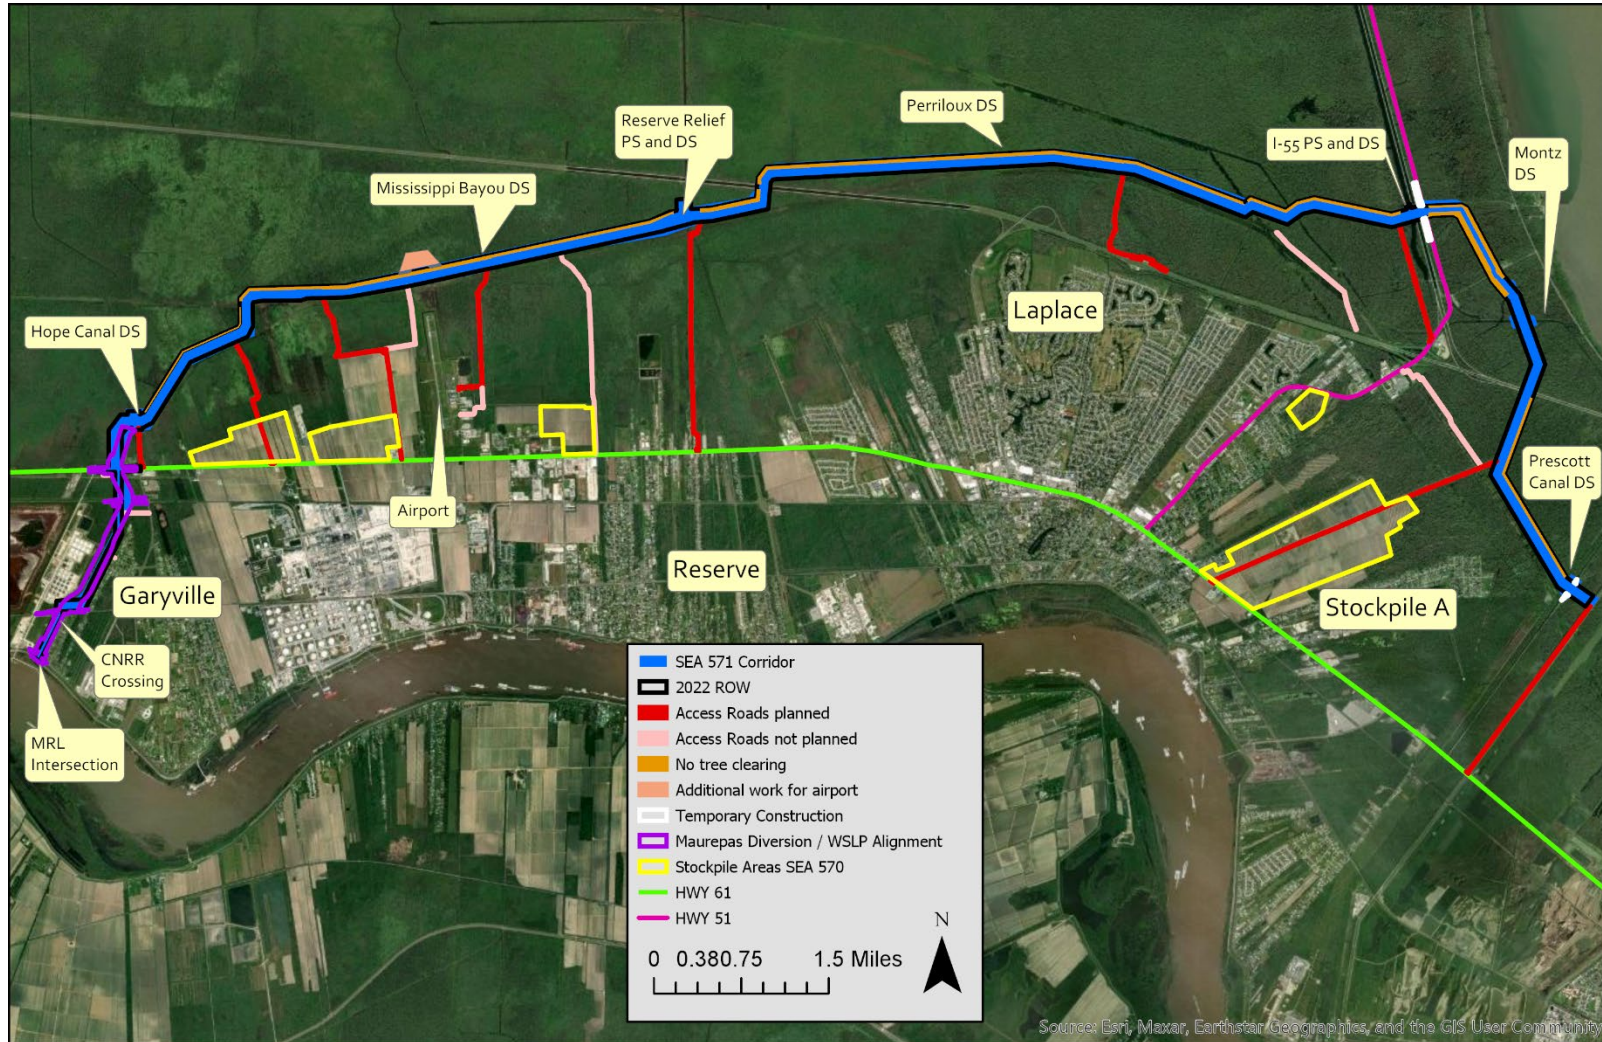 Perriloux DS
Reserve Relief
PS and DS
I-55 PS and DS
Montz
DS
Mississippi Bayou DS
Hope Canal DS
Laplace
Prescott
Canal DS
Airport
Reserve
Garyville
Stockpile A
CNRR
Crossing
MRL
Intersection
SEA 571 Corridor
2022 ROW
Access Roads planned
Access Roads not planned
No tree clearing
Additional work for airport
Temporary Construction
Maurepas Diversion / WSLP Alignment
Stockpile Areas SEA 570
HWY 61
HWY 51
N
0 0.380.75 1.5 Miles
Source: Esri, Maxar, Earthstar Geographics, and the GIS User Community